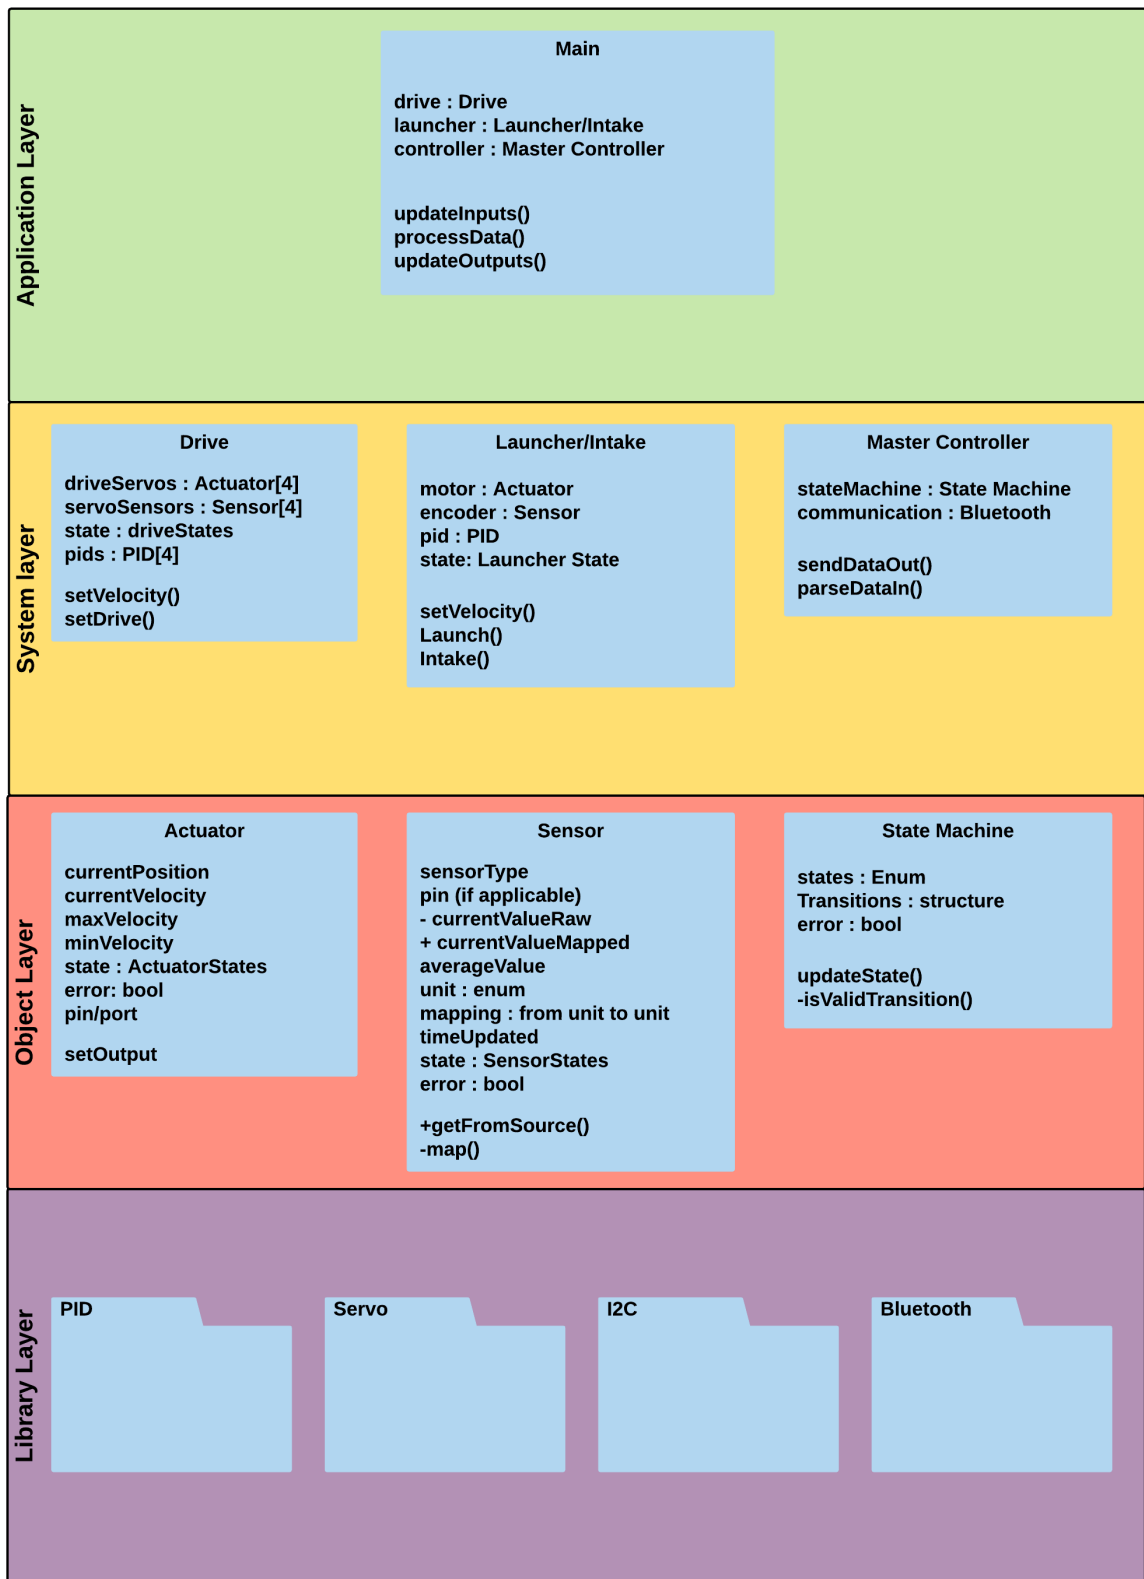 Application Layer
Main
drive : Drive
launcher : Launcher/Intake
controller : Master Controller
updateInputs()
processData()
updateOutputs()
System layer
Drive
driveServos : Actuator[4]
servoSensors : Sensor[4]
state : driveStates
pids : PID[4]
setVelocity()
setDrive()
Launcher/Intake
motor : Actuator
encoder : Sensor
pid : PID
state: Launcher State
setVelocity()
Launch()
Intake()
Master Controller
stateMachine : State Machine
communication : Bluetooth
sendDataOut()
parseDataIn()
Object Layer
Actuator
currentPosition
currentVelocity
maxVelocity
minVelocity
state : ActuatorStates
error: bool
pin/port
setOutput
Sensor
sensorType
pin (if applicable)
- currentValueRaw
+ currentValueMapped
averageValue
unit : enum
mapping : from unit to unit
timeUpdated
state : SensorStates
error : bool
+getFromSource()
-map()
State Machine
states : Enum
Transitions : structure
error : bool
updateState()
-isValidTransition()
Library Layer
PID
Servo
I2C
Bluetooth